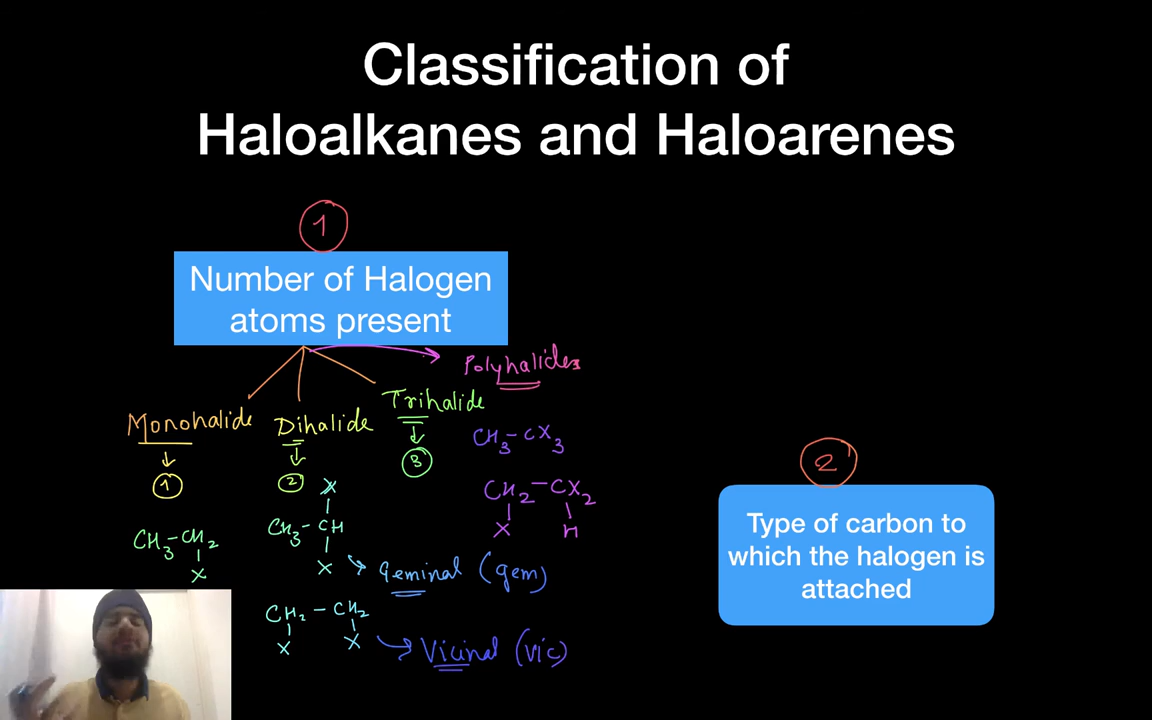 Classification of
Haloalkanes and Haloarenes
1
Number of Halogen
atoms present
Polyhalides
Monohalide
Dihalide
Trihalide
1
2
3
CH3-CX3
CH3-CH2
X
X
CH3-CH
X
CH2-CX2
X H
Geminal (gem)
CH2-CH2
X X
Vicinal (vic)
2
Type of carbon to
which the halogen is
attached